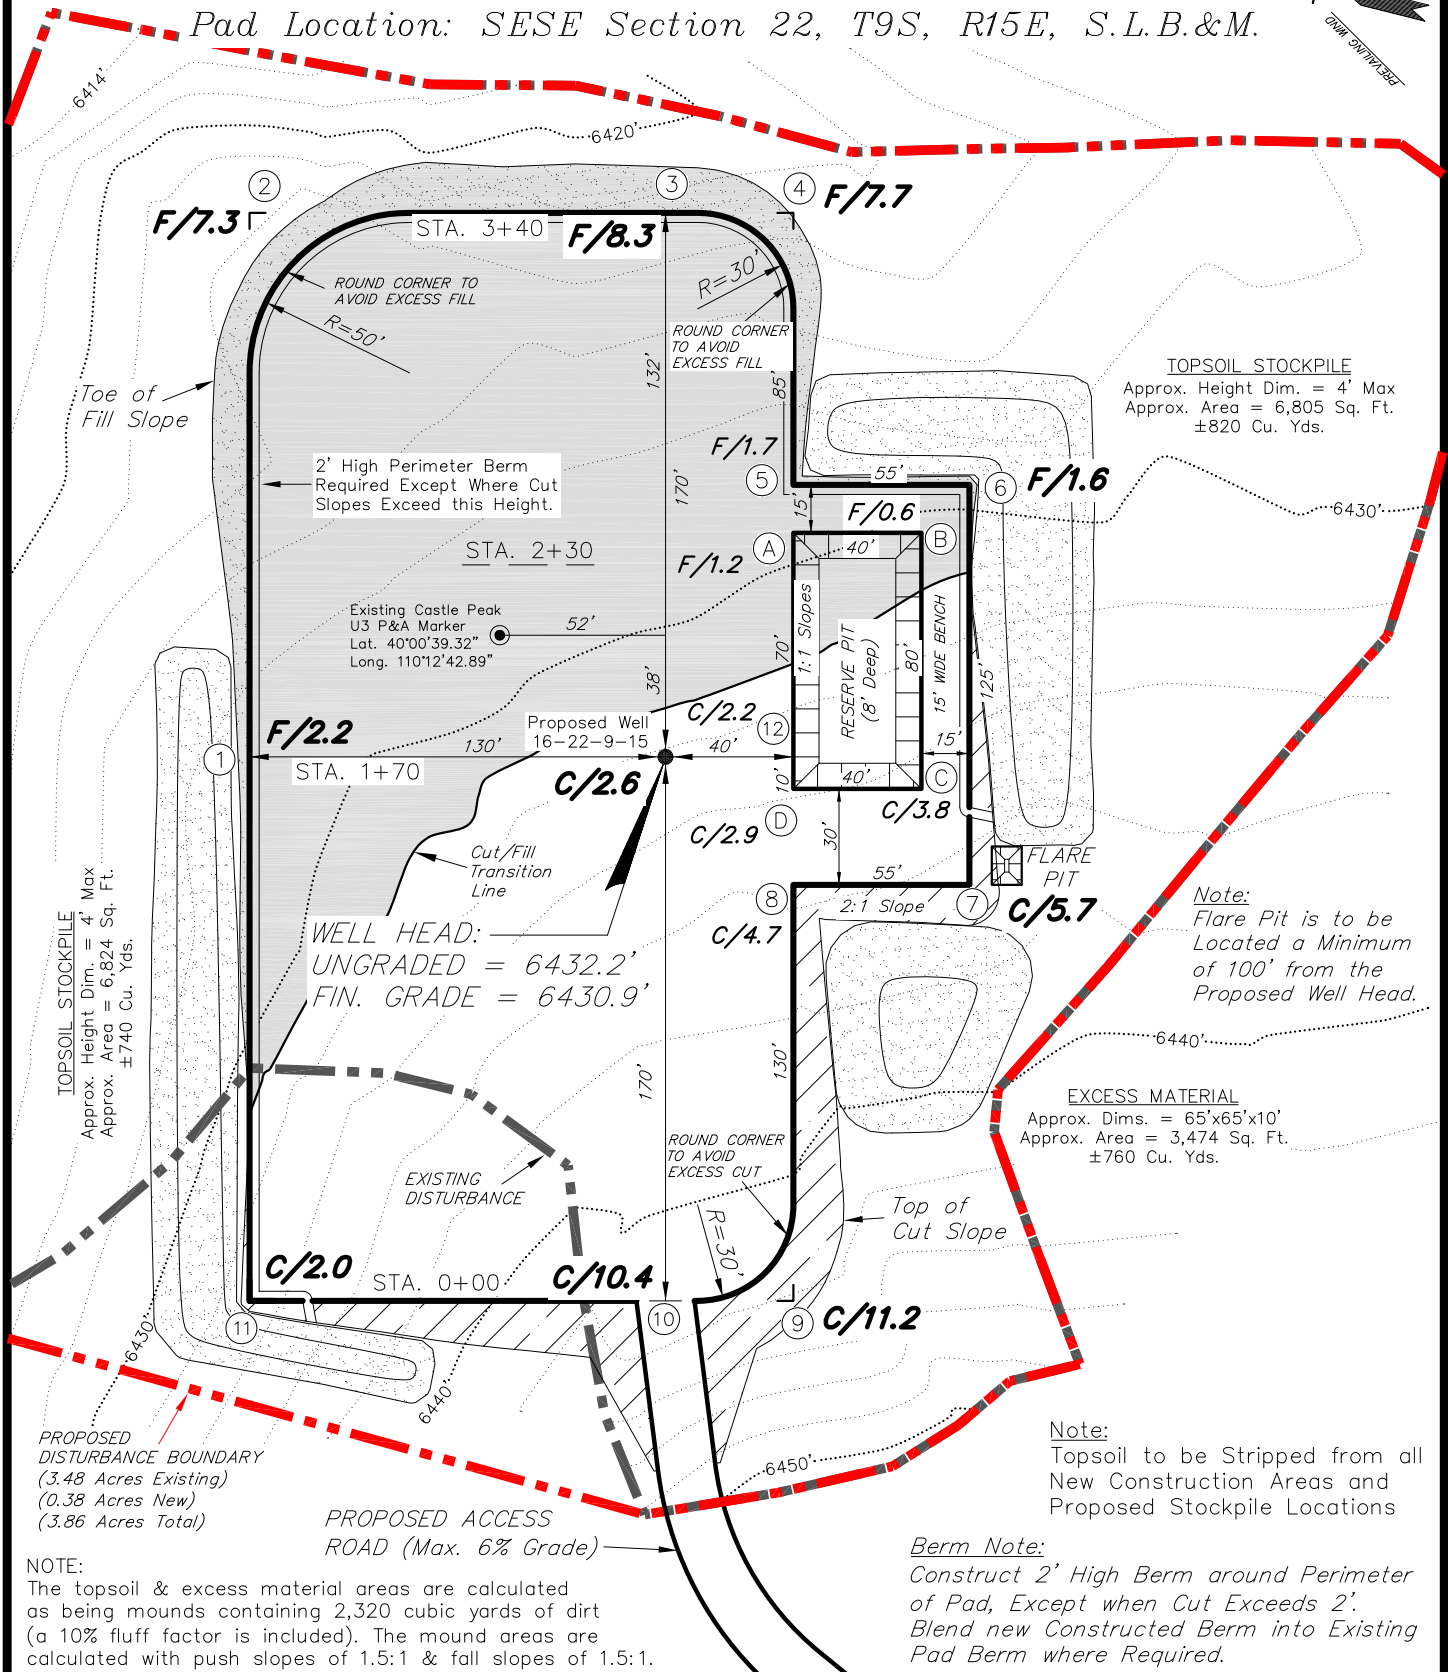 Pad Location: SESE Section 22, T9S, R15E, S.L.B.&M.
PREVAILING WIND
6414'
6420'
2
3
4
F/7.3
F/7.7
STA. 3+40
F/8.3
ROUND CORNER TO
AVOID EXCESS FILL
R=50'
R=30'
ROUND CORNER
TO AVOID
EXCESS FILL
132'
85'
Toe of
Fill Slope
TOPSOIL STOCKPILE
Approx. Height Dim. = 4' Max
Approx. Area = 6,805 Sq. Ft.
±820 Cu. Yds.
2' High Perimeter Berm
Required Except Where Cut
Slopes Exceed this Height.
F/1.7
5
55'
6
F/1.6
170'
15'
F/0.6
6430'
STA. 2+30
A
40'
B
F/1.2
Existing Castle Peak
U3 P&A Marker
Lat. 40°00'39.32"
Long. 110°12'42.89"
52'
38'
70'
1:1 Slopes
RESERVE PIT
(8' Deep)
80'
15' WIDE BENCH
125'
1
F/2.2
STA. 1+70
130'
Proposed Well
16-22-9-15
C/2.6
C/2.2
12
40'
10'
40'
15'
C
C/3.8
D
C/2.9
30'
Cut/Fill
Transition
Line
FLARE
PIT
55'
8
2:1 Slope
7
C/5.7
C/4.7
Note:
Flare Pit is to be
Located a Minimum
of 100' from the
Proposed Well Head.
WELL HEAD:
UNGRADED = 6432.2'
FIN. GRADE = 6430.9'
TOPSOIL STOCKPILE
Approx. Height Dim. = 4' Max
Approx. Area = 6,824 Sq. Ft.
±740 Cu. Yds.
6440'
170'
130'
EXCESS MATERIAL
Approx. Dims. = 65'x65'x10'
Approx. Area = 3,474 Sq. Ft.
±760 Cu. Yds.
ROUND CORNER
TO AVOID
EXCESS CUT
EXISTING
DISTURBANCE
R=30'
Top of
Cut Slope
C/2.0
STA. 0+00
C/10.4
11
10
9
C/11.2
6430'
6440'
6450'
PROPOSED
DISTURBANCE BOUNDARY
(3.48 Acres Existing)
(0.38 Acres New)
(3.86 Acres Total)
PROPOSED ACCESS
ROAD (Max. 6% Grade)
Note:
Topsoil to be Stripped from all
New Construction Areas and
Proposed Stockpile Locations
NOTE:
The topsoil & excess material areas are calculated
as being mounds containing 2,320 cubic yards of dirt
(a 10% fluff factor is included). The mound areas are
calculated with push slopes of 1.5:1 & fall slopes of 1.5:1.
Berm Note:
Construct 2' High Berm around Perimeter
of Pad, Except when Cut Exceeds 2'.
Blend new Constructed Berm into Existing
Pad Berm where Required.